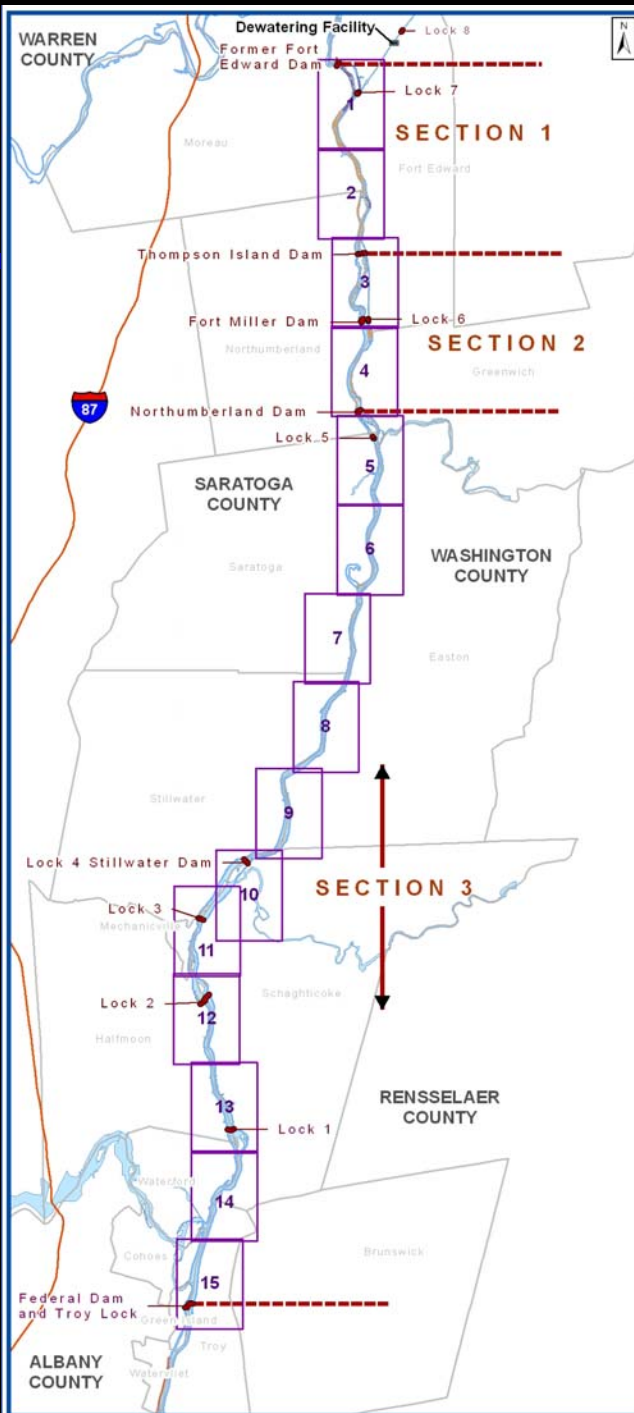 Dewatering Facility
Lock 8
N
WARREN
COUNTY
Former Fort
Edward Dam
Lock 7
1
SECTION 1
Moreau
Fort Edward
2
Thompson Island Dam
3
Fort Miller Dam
Lock 6
SECTION 2
Northumberland
4
Greenwich
87
Northumberland Dam
Lock 5
5
SARATOGA
COUNTY
6
WASHINGTON
COUNTY
Saratoga
7
Easton
8
Stillwater
9
Lock 4 Stillwater Dam
10
SECTION 3
Lock 3
Mechanicville
11
Schaghticoke
Lock 2
12
Halfmoon
RENSSELAER
COUNTY
13
Lock 1
Waterford
14
Cohoes
Brunswick
15
Federal Dam
and Troy Lock
Green Island
Troy
ALBANY
COUNTY
Watervliet